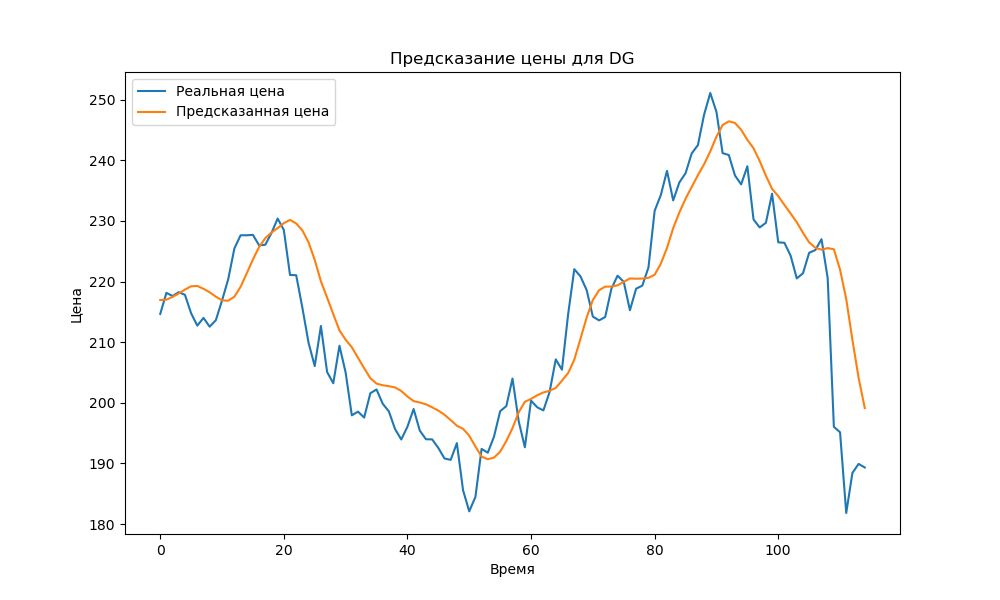 Предсказание цены для DG
Реальная цена
Предсказанная цена
Цена
250
240
230
220
210
200
190
180
0 20 40 60 80 100
Время